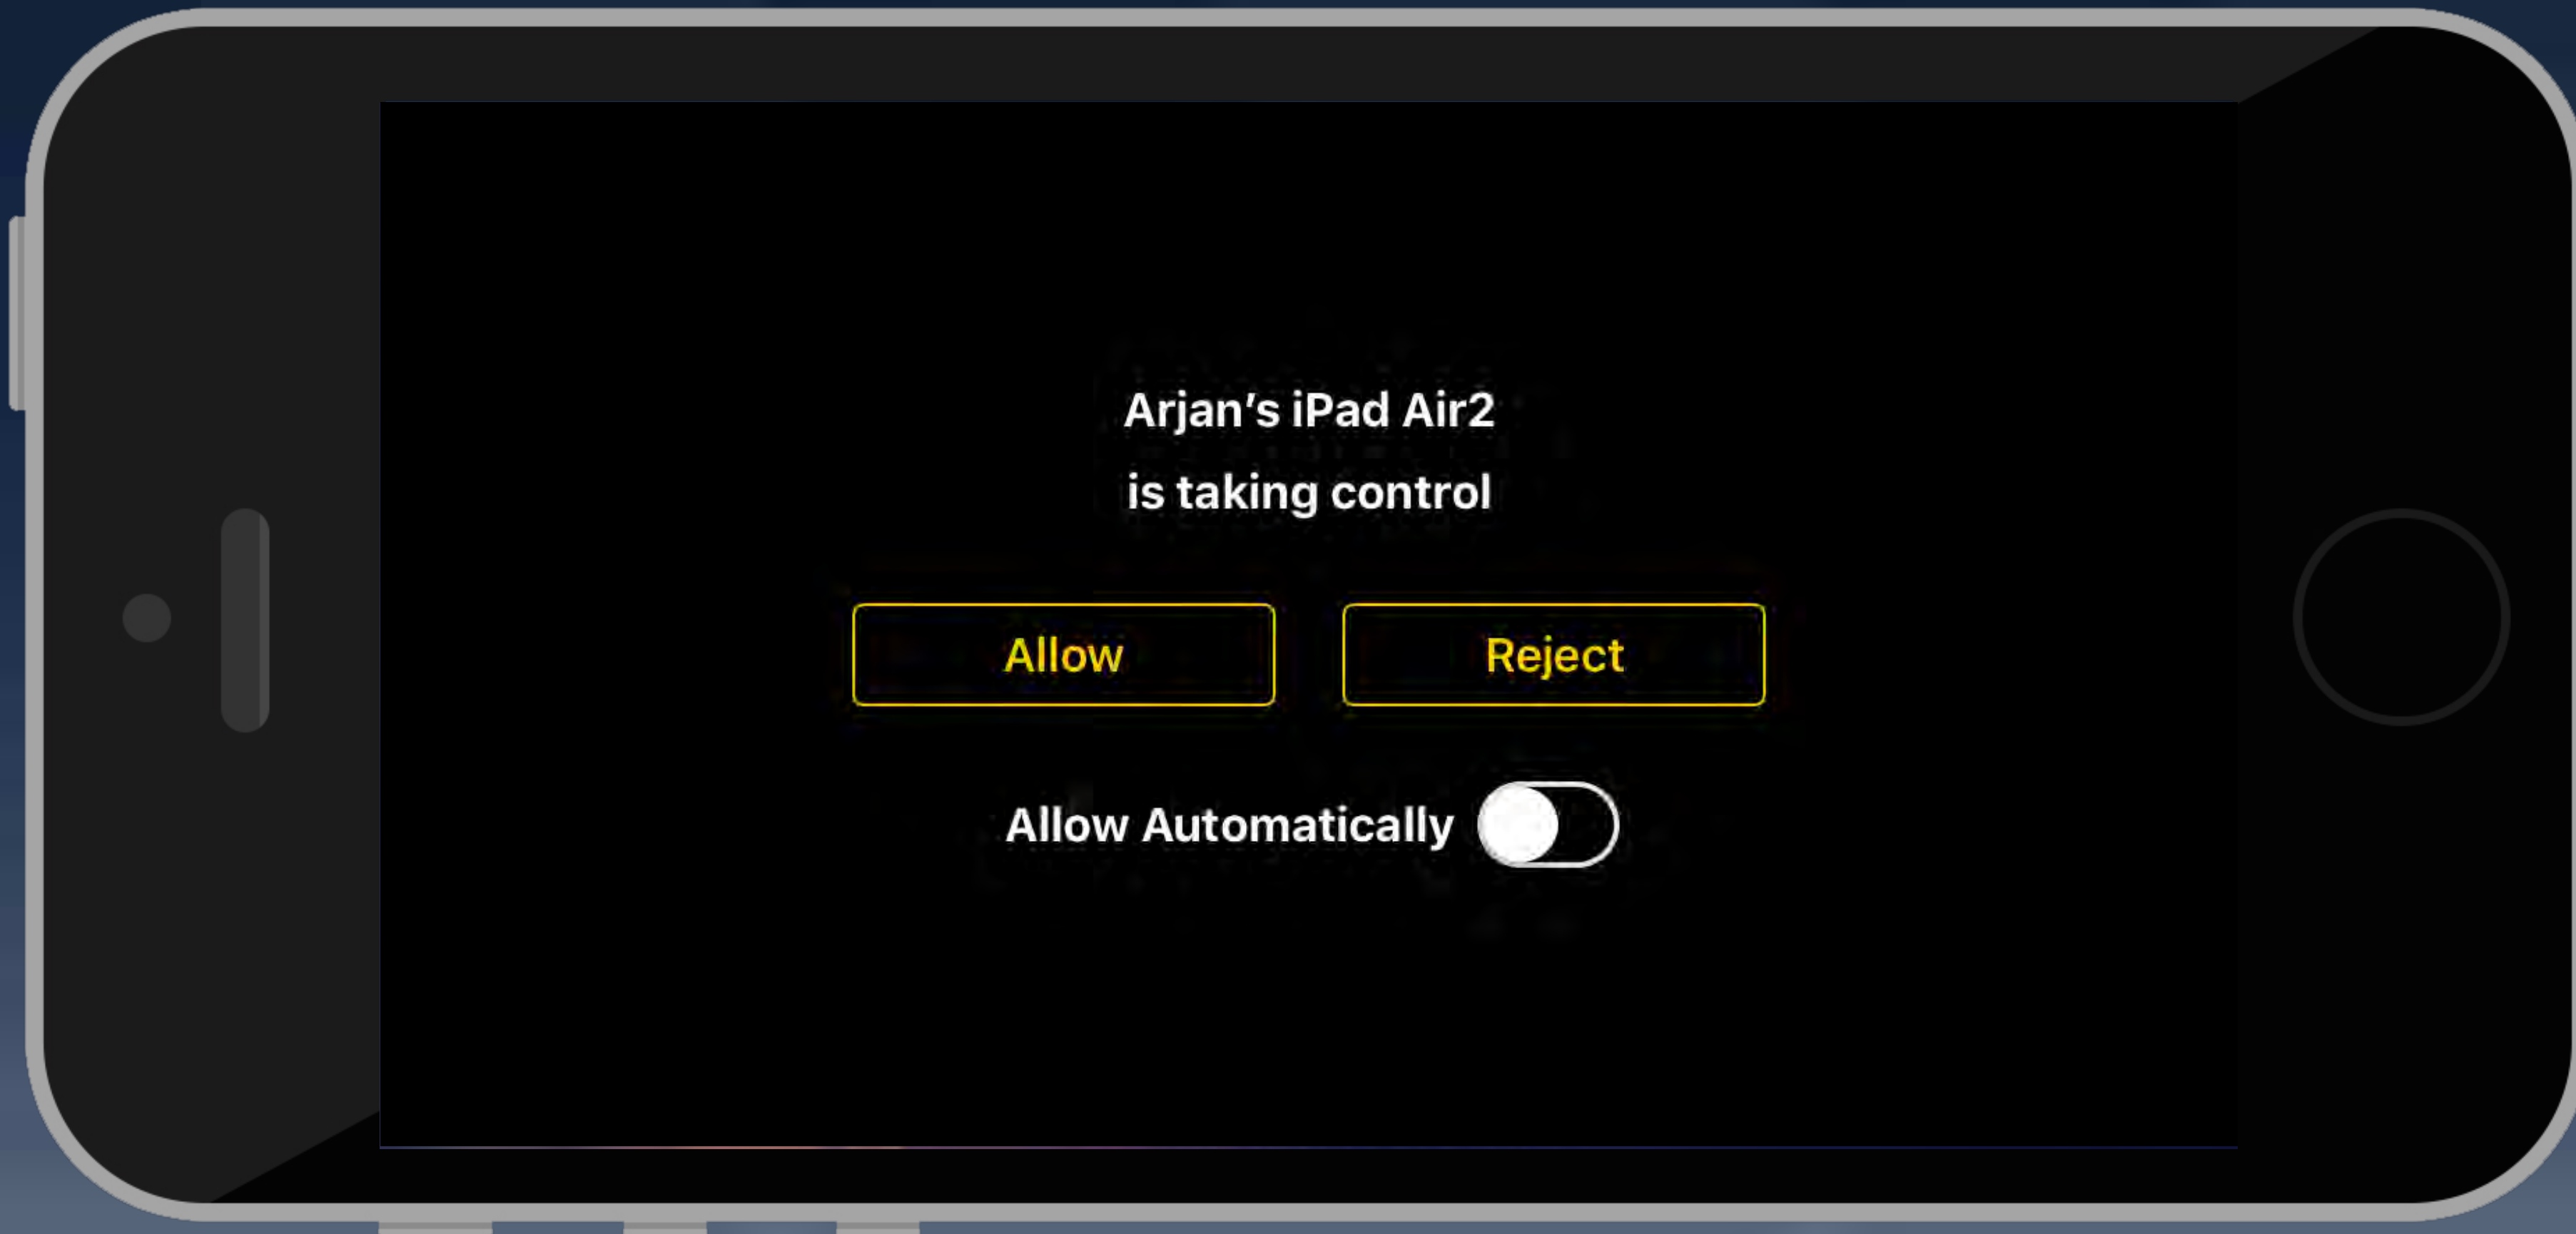 Arjan’s iPad Air2
is taking control
Allow
Reject
Allow Automatically